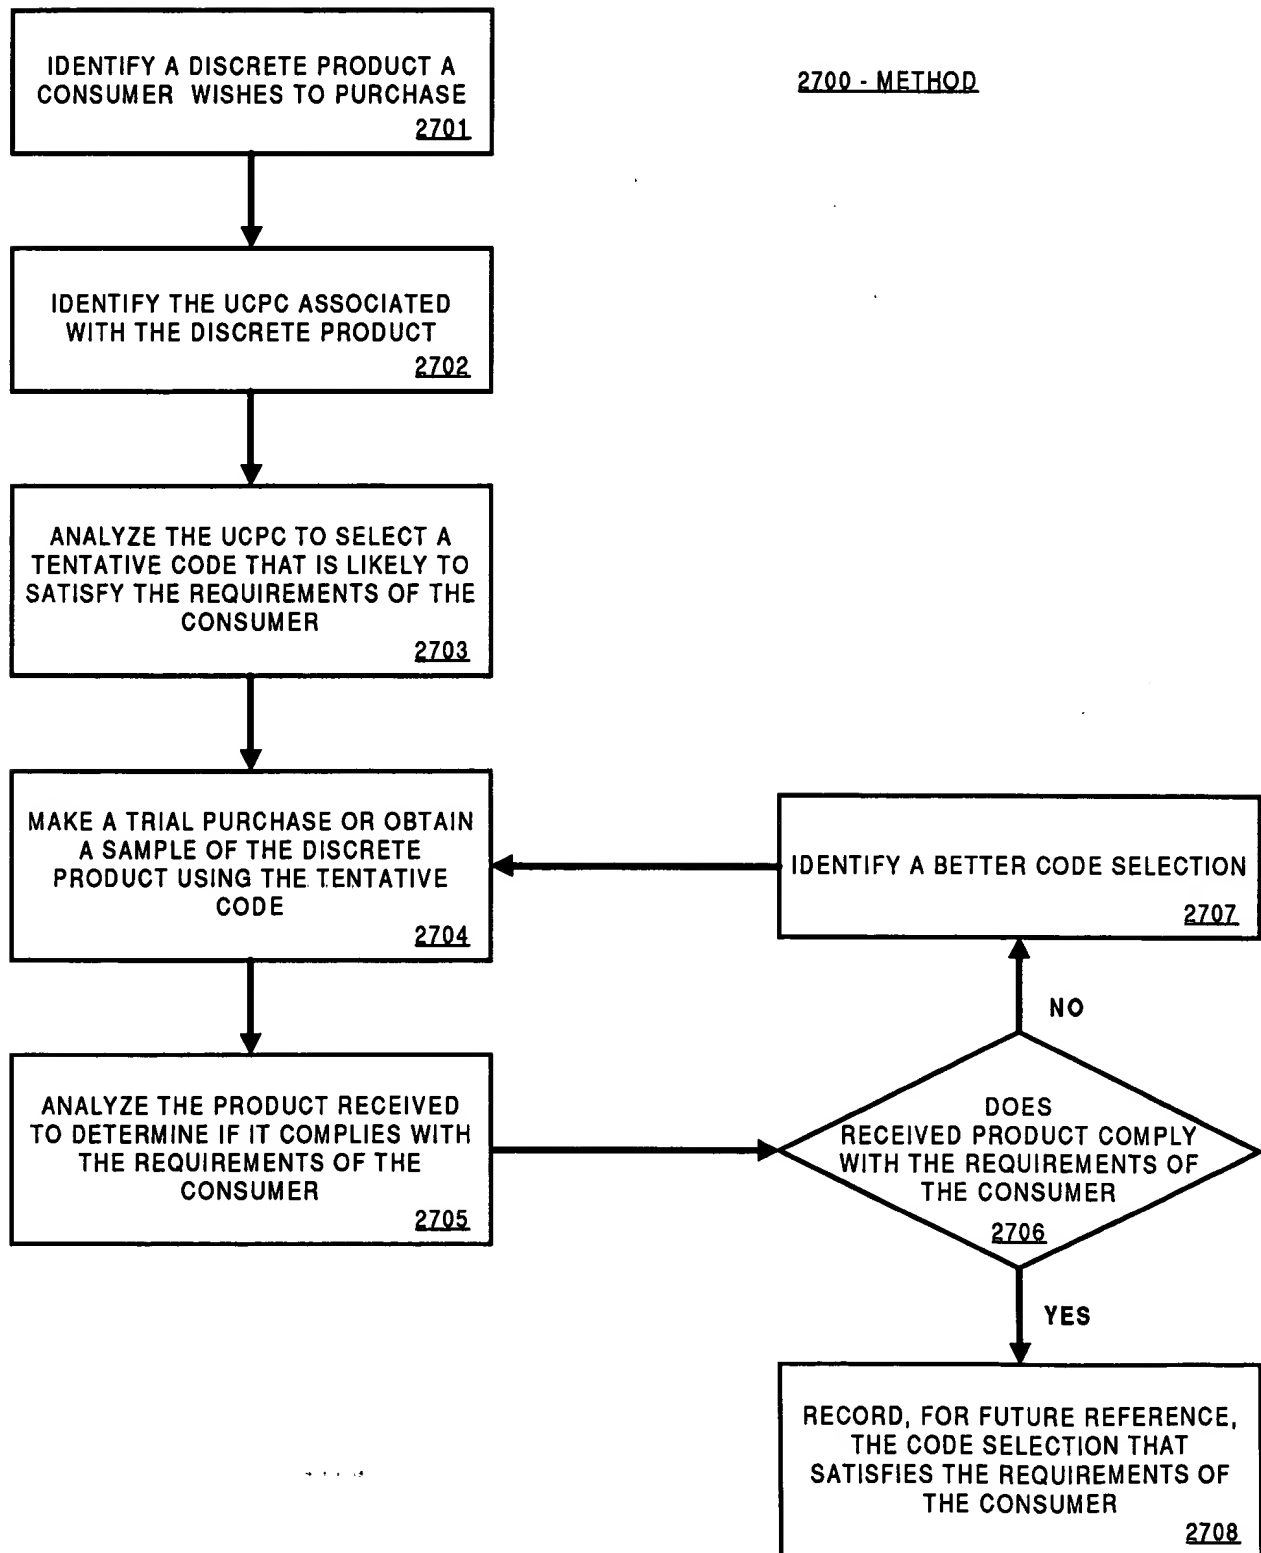 IDENTIFY A DISCRETE PRODUCT A
CONSUMER WISHES TO PURCHASE
2701
2700 - METHOD
IDENTIFY THE UCPC ASSOCIATED
WITH THE DISCRETE PRODUCT
2702
ANALYZE THE UCPC TO SELECT A
TENTATIVE CODE THAT IS LIKELY TO
SATISFY THE REQUIREMENTS OF THE
CONSUMER
2703
MAKE A TRIAL PURCHASE OR OBTAIN
A SAMPLE OF THE DISCRETE
PRODUCT USING THE TENTATIVE
CODE
2704
IDENTIFY A BETTER CODE SELECTION
2707
NO
ANALYZE THE PRODUCT RECEIVED
TO DETERMINE IF IT COMPLIES WITH
THE REQUIREMENTS OF THE
CONSUMER
2705
DOES
RECEIVED PRODUCT COMPLY
WITH THE REQUIREMENTS OF
THE CONSUMER
2706
YES
RECORD, FOR FUTURE REFERENCE,
THE CODE SELECTION THAT
SATISFIES THE REQUIREMENTS OF
THE CONSUMER
2708